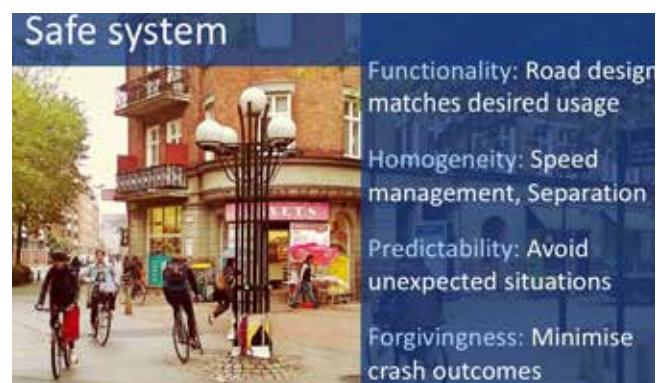 Safe system
Functionality: Road design
matches desired usage
Homogeneity: Speed
management, Separation
Predictability: Avoid
unexpected situations
Forgivingness: Minimise
crash outcomes